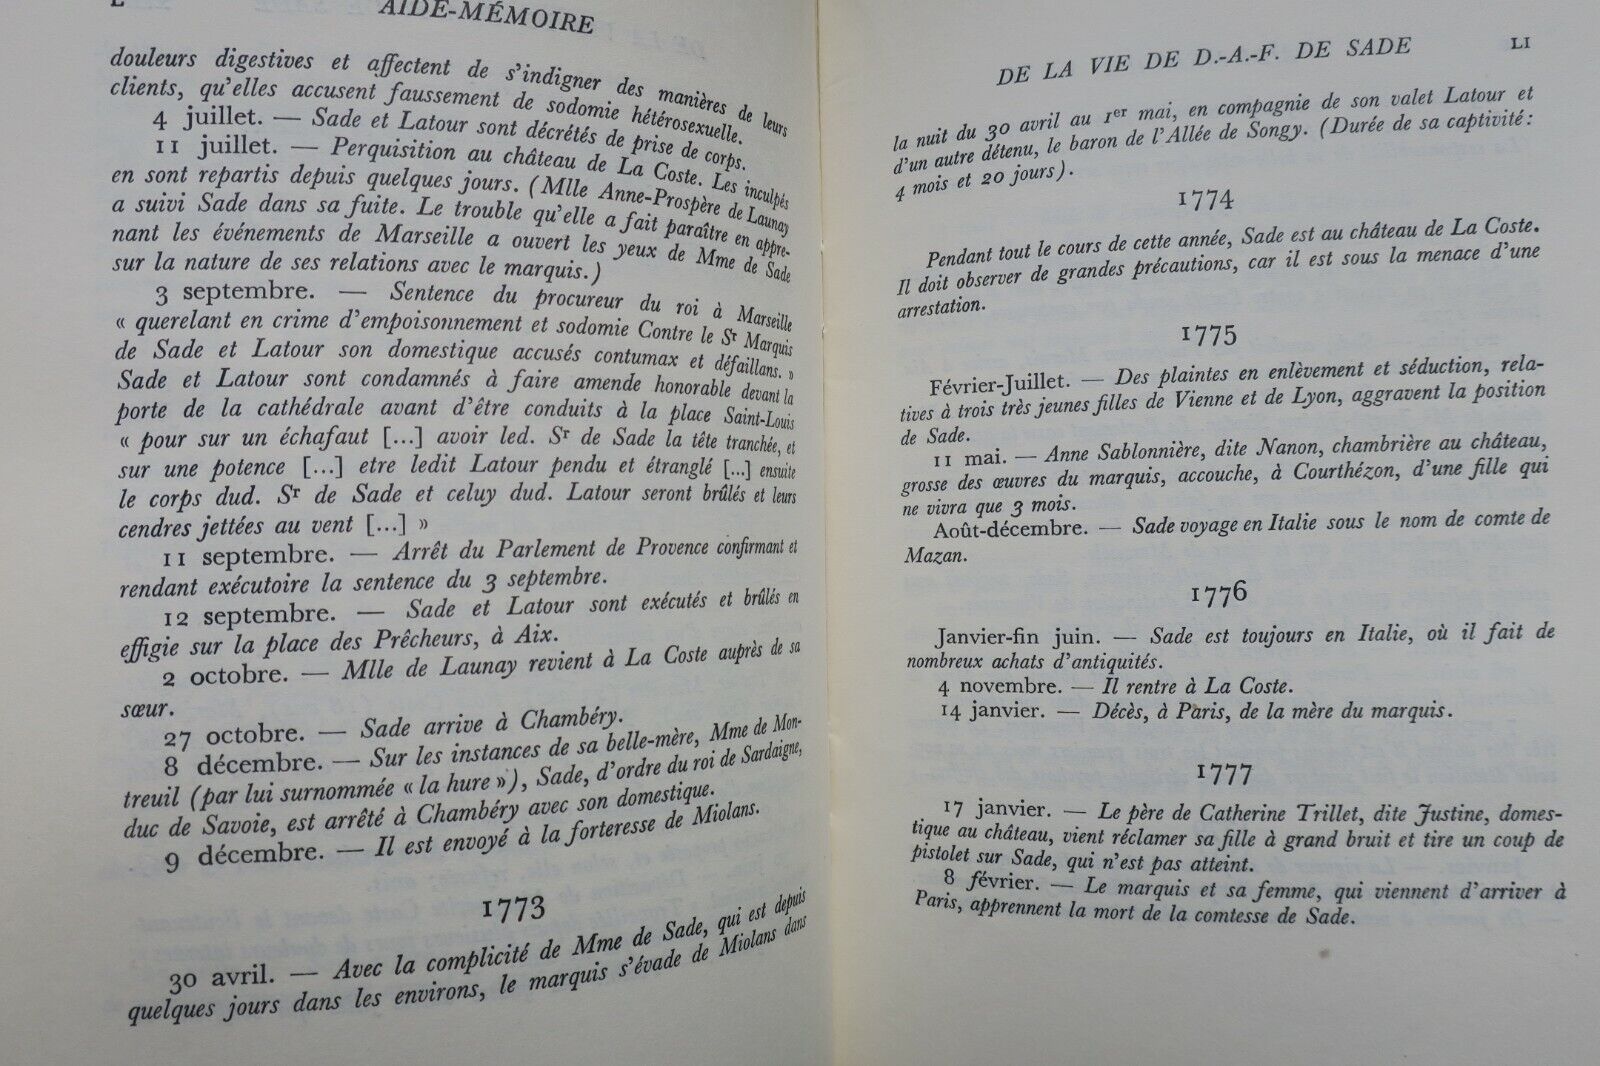 L
AIDE-MÉMOIRE
douleurs digestives et affectent de s'indigner des manières de leurs
clients, qu'elles accusent faussement de sodomie hétérosexuelle.
4 juillet. — Sade et Latour sont décrétés de prise de corps.
11 juillet. — Perquisition au château de La Coste. Les inculpés
en sont repartis depuis quelques jours. (Mlle Anne-Prospère de Launay
a suivi Sade dans sa fuite. Le trouble qu'elle a fait paraître en appre-
nant les événements de Marseille a ouvert les yeux de Mme de Sade
sur la nature de ses relations avec le marquis.)
3 septembre. — Sentence du procureur du roi à Marseille
« querelant en crime d'empoisonnement et sodomie Contre le Sr Marquis
de Sade et Latour son domestique accusés contumax et défaillans. »
Sade et Latour sont condamnés à faire amende honorable devant la
porte de la cathédrale avant d'être conduits à la place Saint-Louis
« pour sur un échafaut [...] avoir led. Sr de Sade la tête tranchée, et
sur une potence [...] etre ledit Latour pendu et étranglé [...] ensuite
le corps dud. Sr de Sade et celuy dud. Latour seront brûlés et leurs
cendres jettées au vent [...] »
11 septembre. — Arrêt du Parlement de Provence confirmant et
rendant exécutoire la sentence du 3 septembre.
12 septembre. — Sade et Latour sont exécutés et brûlés en
effigie sur la place des Prêcheurs, à Aix.
2 octobre. — Mlle de Launay revient à La Coste auprès de sa
sœur.
27 octobre. — Sade arrive à Chambéry.
8 décembre. — Sur les instances de sa belle-mère, Mme de Mon-
treuil (par lui surnommée « la hure »), Sade, d'ordre du roi de Sardaigne,
duc de Savoie, est arrêté à Chambéry avec son domestique.
9 décembre. — Il est envoyé à la forteresse de Miolans.
1773
30 avril. — Avec la complicité de Mme de Sade, qui est depuis
quelques jours dans les environs, le marquis s'évade de Miolans dans
DE LA VIE DE D.-A.-F. DE SADE
LI
la nuit du 30 avril au 1er mai, en compagnie de son valet Latour et
d'un autre détenu, le baron de l'Allée de Songy. (Durée de sa captivité :
4 mois et 20 jours).
1774
Pendant tout le cours de cette année, Sade est au château de La Coste.
Il doit observer de grandes précautions, car il est sous la menace d'une
arrestation.
1775
Février-Juillet. — Des plaintes en enlèvement et séduction, rela-
tives à trois très jeunes filles de Vienne et de Lyon, aggravent la position
de Sade.
11 mai. — Anne Sablonnière, dite Nanon, chambrière au château,
grosse des œuvres du marquis, accouche, à Courthézon, d'une fille qui
ne vivra que 3 mois.
Août-décembre. — Sade voyage en Italie sous le nom de comte de
Mazan.
1776
Janvier-fin juin. — Sade est toujours en Italie, où il fait de
nombreux achats d'antiquités.
4 novembre. — Il rentre à La Coste.
14 janvier. — Décès, à Paris, de la mère du marquis.
1777
17 janvier. — Le père de Catherine Trillet, dite Justine, domes-
tique au château, vient réclamer sa fille à grand bruit et tire un coup de
pistolet sur Sade, qui n'est pas atteint.
8 février. — Le marquis et sa femme, qui viennent d'arriver à
Paris, apprennent la mort de la comtesse de Sade.